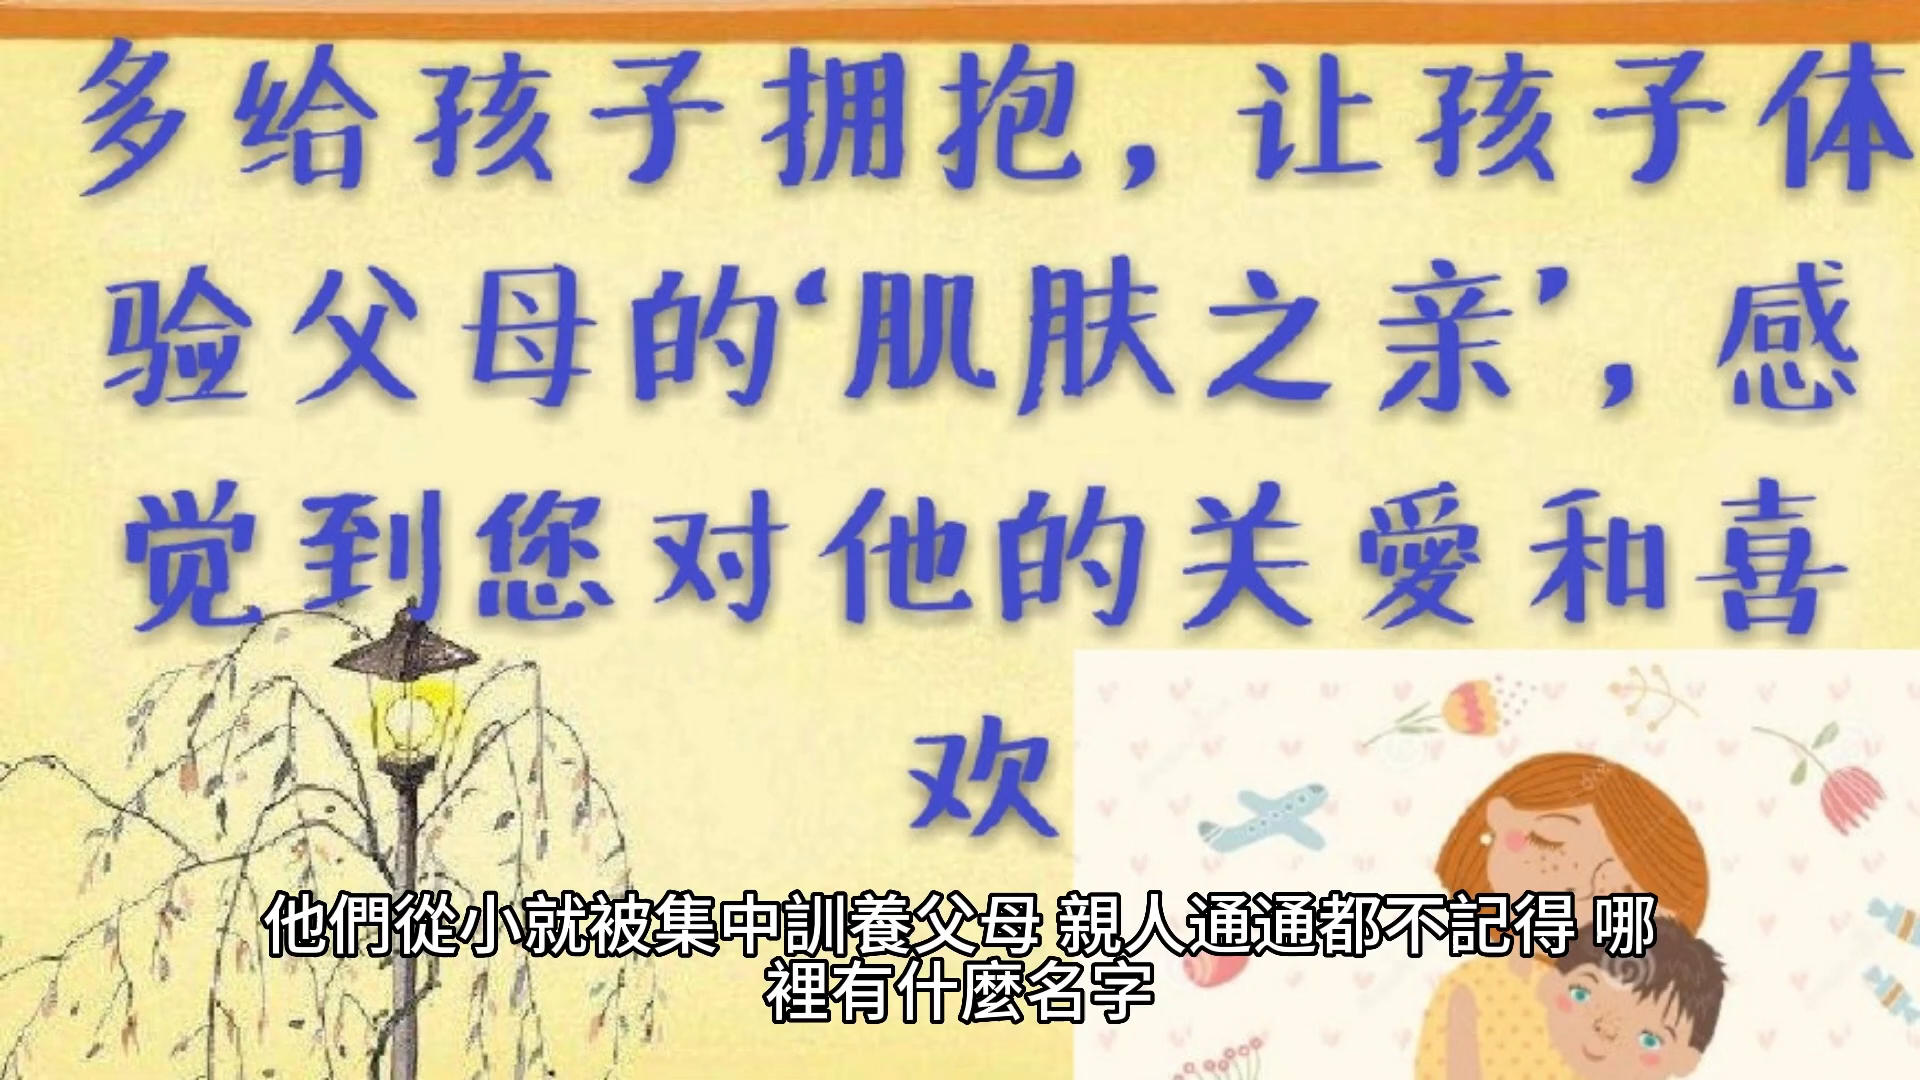 多给孩子拥抱，让孩子体
验父母的‘肌肤之亲’，感
觉到您对他的关愛和喜
欢
他們從小就被集中訓養父母 親人通通都不記得 哪
裡有什麼名字